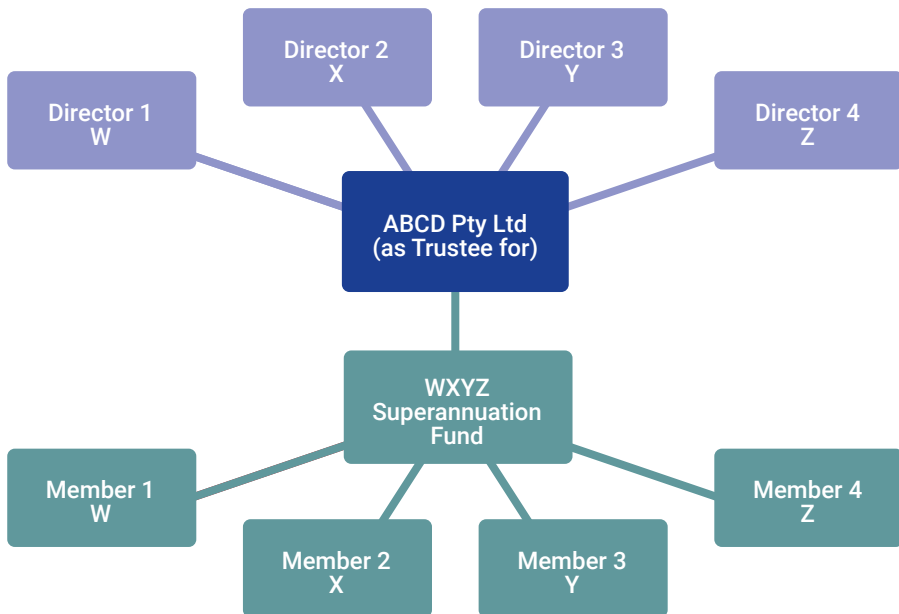 Director 2
X
Director 3
Y
Director 1
W
Director 4
Z
ABCD Pty Ltd
(as Trustee for)
WXYZ
Superannuation
Fund
Member 1
W
Member 4
Z
Member 2
X
Member 3
Y